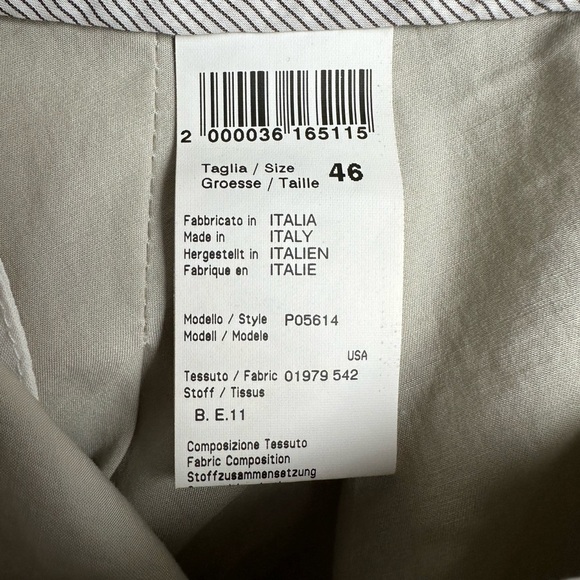 2 000036 165115
Taglia / Size
Groesse / Taille 46
Fabbricato in ITALIA
Made in ITALY
Hergestellt in ITALIEN
Fabrique en ITALIE
Modello / Style P05614
Modell / Modele
USA
Tessuto / Fabric 01979 542
Stoff / Tissus
B. E.11
Composizione Tessuto
Fabric Composition
Stoffzusammensetzung